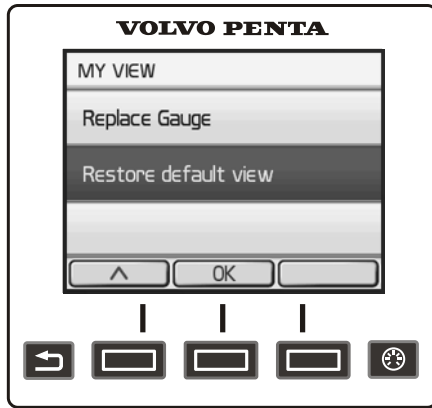 VOLVO PENTA
MY VIEW
Replace Gauge
Restore default view
OK